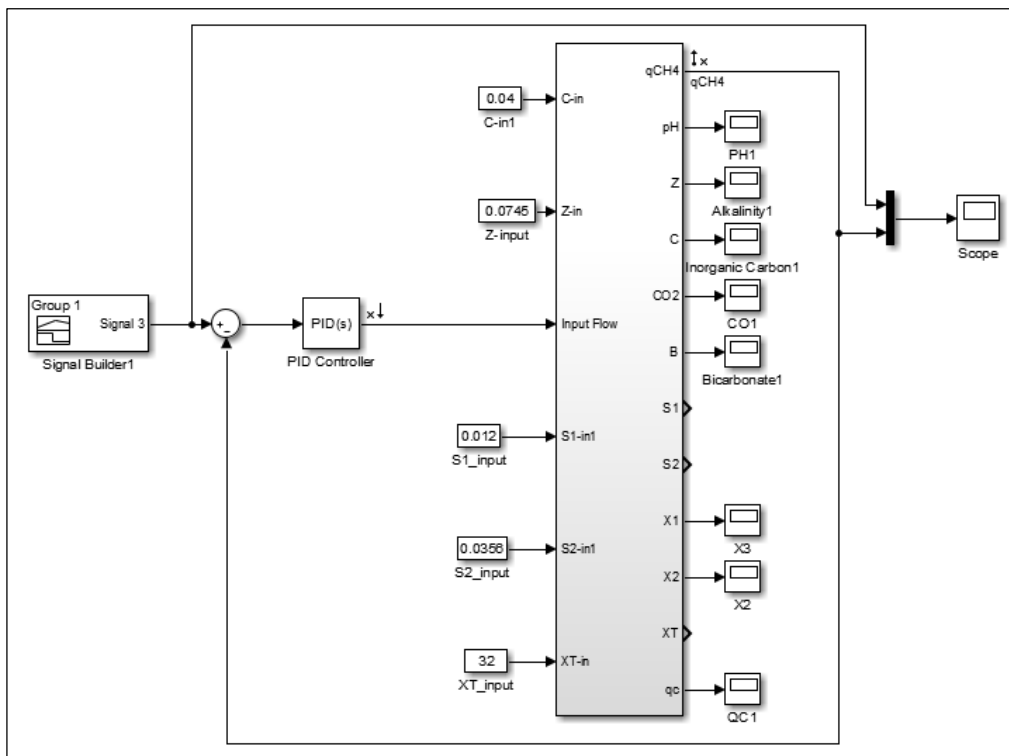 qCH4
qCH4
0.04
C-in
C-in1
pH
PH1
Z
Alkalinity1
0.0745
Z-in
Z-input
C
Inorganic Carbon1
Scope
CO2
CO1
Group 1
Signal 3
Signal Builder1
+
-
PID(s)
PID Controller
Input Flow
B
Bicarbonate1
S1
0.012
S1-in1
S1_input
S2
X1
X3
0.0356
S2-in1
S2_input
X2
X2
XT
32
XT-in
XT_input
qc
QC1